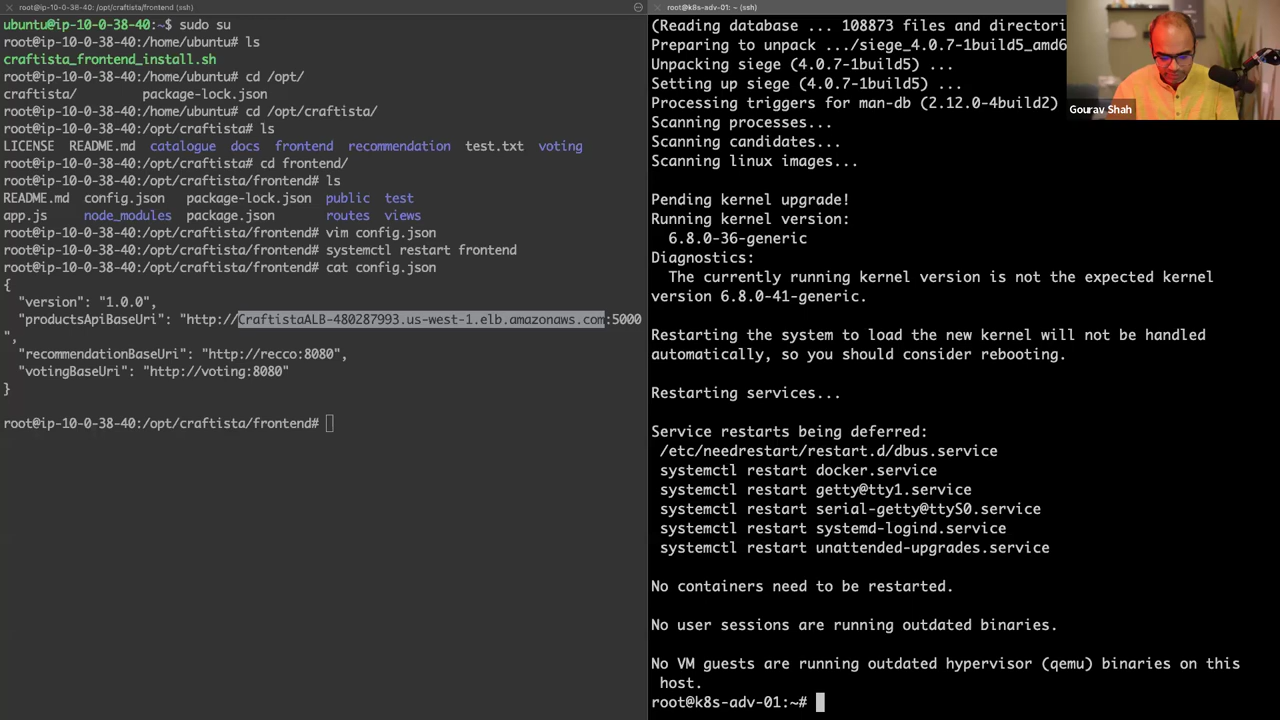 root@ip-10-0-38-40: /opt/craftista/frontend (ssh)
ubuntu@ip-10-0-38-40:~$ sudo su
root@ip-10-0-38-40:/home/ubuntu# ls
craftista_frontend_install.sh
root@ip-10-0-38-40:/home/ubuntu# cd /opt/
craftista/        package-lock.json
root@ip-10-0-38-40:/home/ubuntu# cd /opt/craftista/
root@ip-10-0-38-40:/opt/craftista# ls
LICENSE  README.md  catalogue  docs  frontend  recommendation  test.txt  voting
root@ip-10-0-38-40:/opt/craftista# cd frontend/
root@ip-10-0-38-40:/opt/craftista/frontend# ls
README.md  config.json   package-lock.json  public  test
app.js     node_modules  package.json       routes  views
root@ip-10-0-38-40:/opt/craftista/frontend# vim config.json
root@ip-10-0-38-40:/opt/craftista/frontend# systemctl restart frontend
root@ip-10-0-38-40:/opt/craftista/frontend# cat config.json
{
  "version": "1.0.0",
  "productsApiBaseUri": "http://CraftistaALB-480287993.us-west-1.elb.amazonaws.com:5000
",
  "recommendationBaseUri": "http://recco:8080",
  "votingBaseUri": "http://voting:8080"
}
root@ip-10-0-38-40:/opt/craftista/frontend#
root@k8s-adv-01: ~ (ssh)
(Reading database ... 108873 files and directori
Preparing to unpack .../siege_4.0.7-1build5_amd6
Unpacking siege (4.0.7-1build5) ...
Setting up siege (4.0.7-1build5) ...
Processing triggers for man-db (2.12.0-4build2)
Scanning processes...
Scanning candidates...
Scanning linux images...
Pending kernel upgrade!
Running kernel version:
  6.8.0-36-generic
Diagnostics:
  The currently running kernel version is not the expected kernel
version 6.8.0-41-generic.
Restarting the system to load the new kernel will not be handled
automatically, so you should consider rebooting.
Restarting services...
Service restarts being deferred:
 /etc/needrestart/restart.d/dbus.service
 systemctl restart docker.service
 systemctl restart getty@tty1.service
 systemctl restart serial-getty@ttyS0.service
 systemctl restart systemd-logind.service
 systemctl restart unattended-upgrades.service
No containers need to be restarted.
No user sessions are running outdated binaries.
No VM guests are running outdated hypervisor (qemu) binaries on this
 host.
root@k8s-adv-01:~#
Gourav Shah